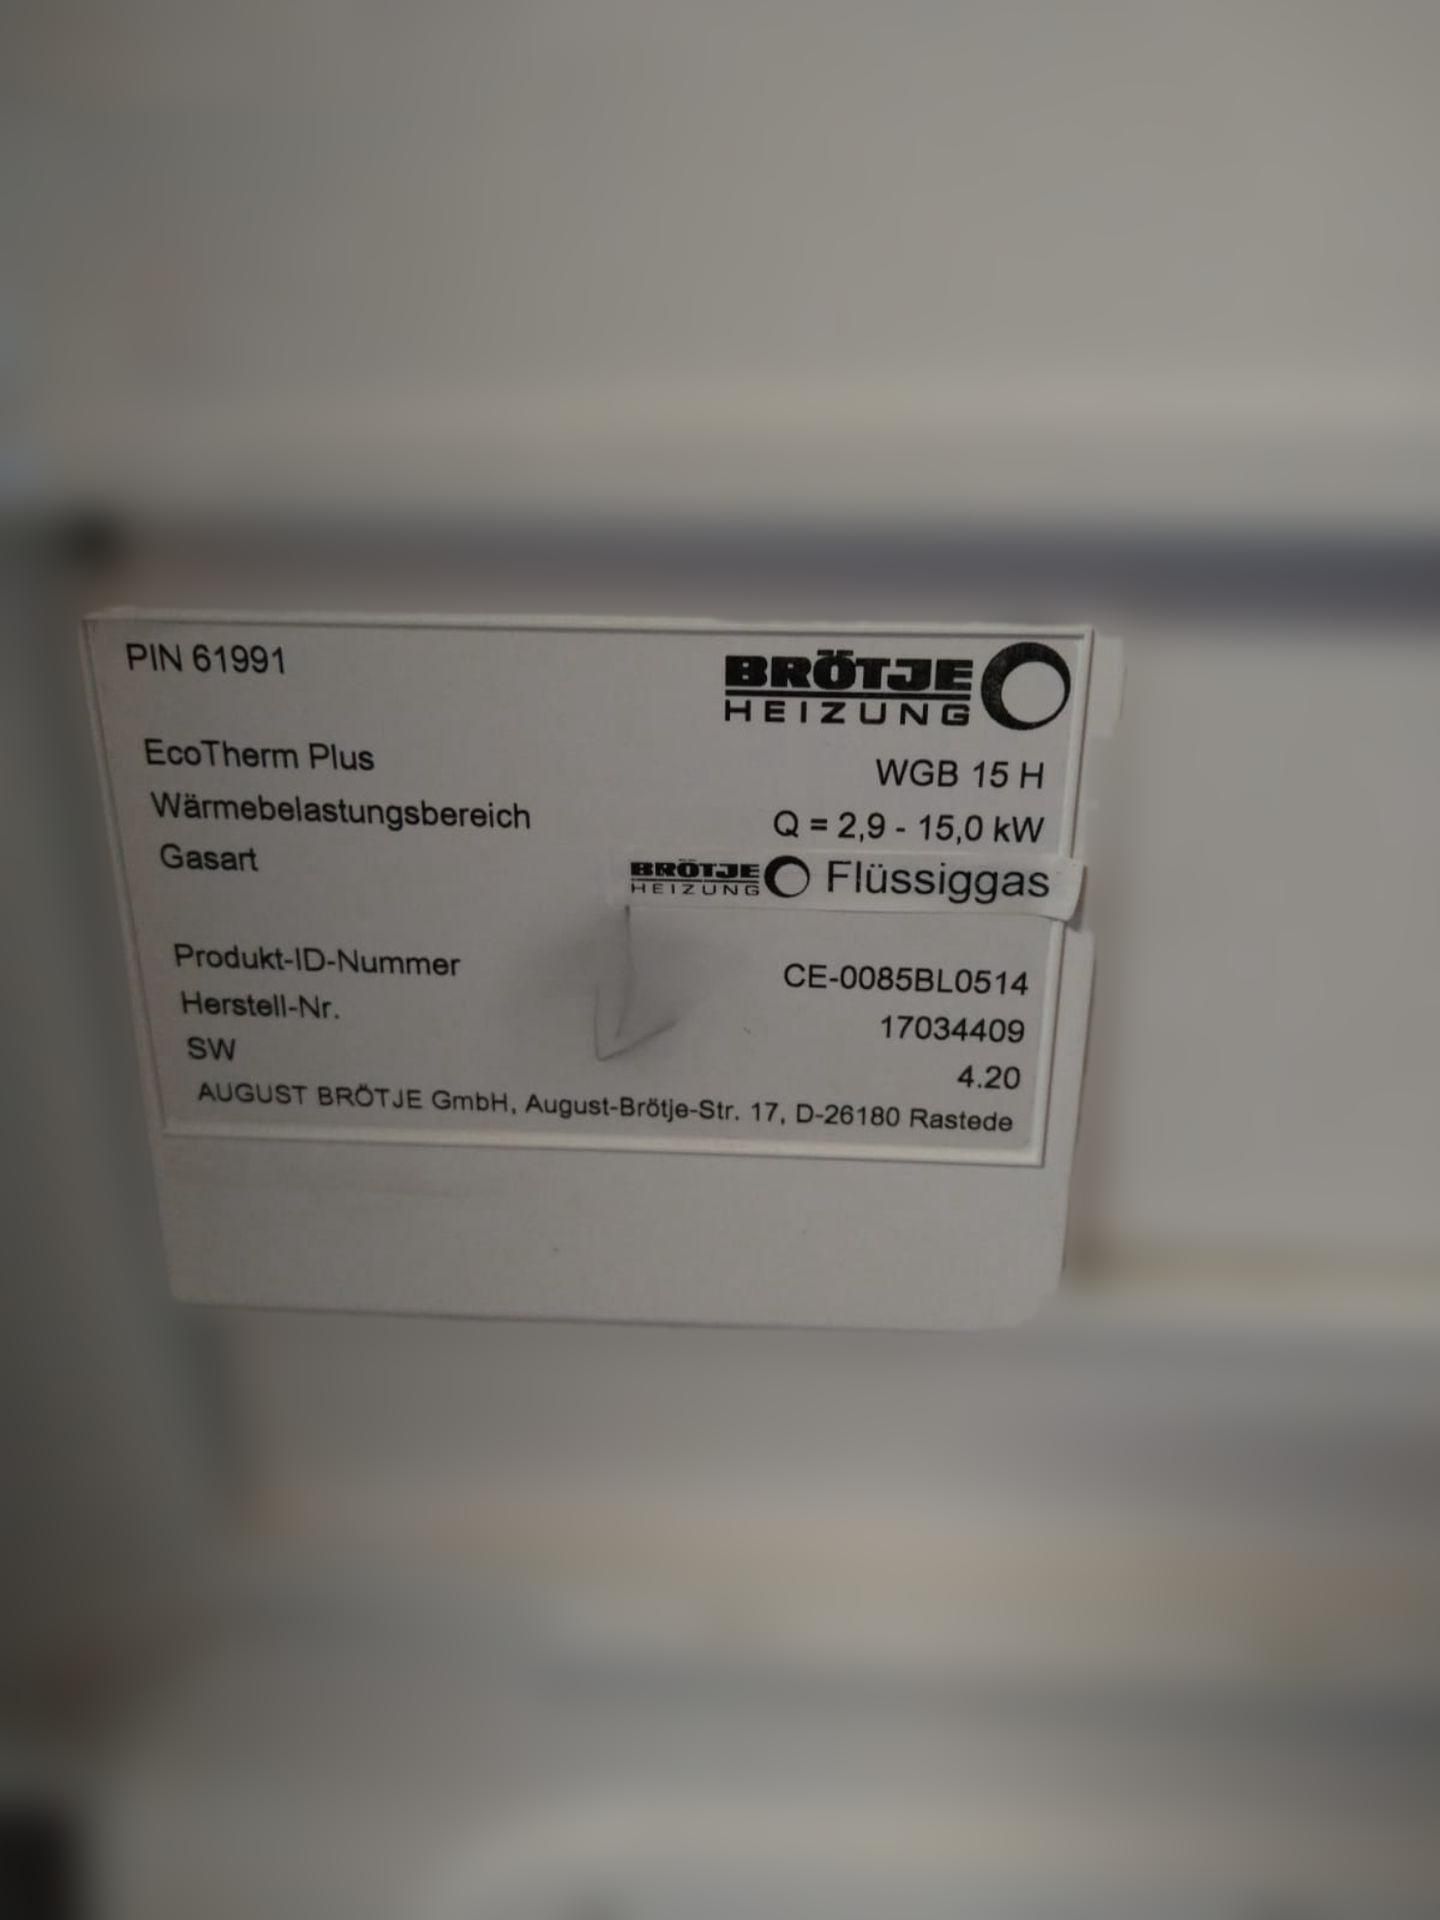 PIN 61991
BRÖTJE
HEIZUNG
EcoTherm Plus WGB 15 H
Wärmebelastungsbereich Q = 2,9 - 15,0 kW
Gasart BRÖTJE HEIZUNG Flüssiggas
Produkt-ID-Nummer CE-0085BL0514
Herstell-Nr. 17034409
SW 4.20
AUGUST BRÖTJE GmbH, August-Brötje-Str. 17, D-26180 Rastede